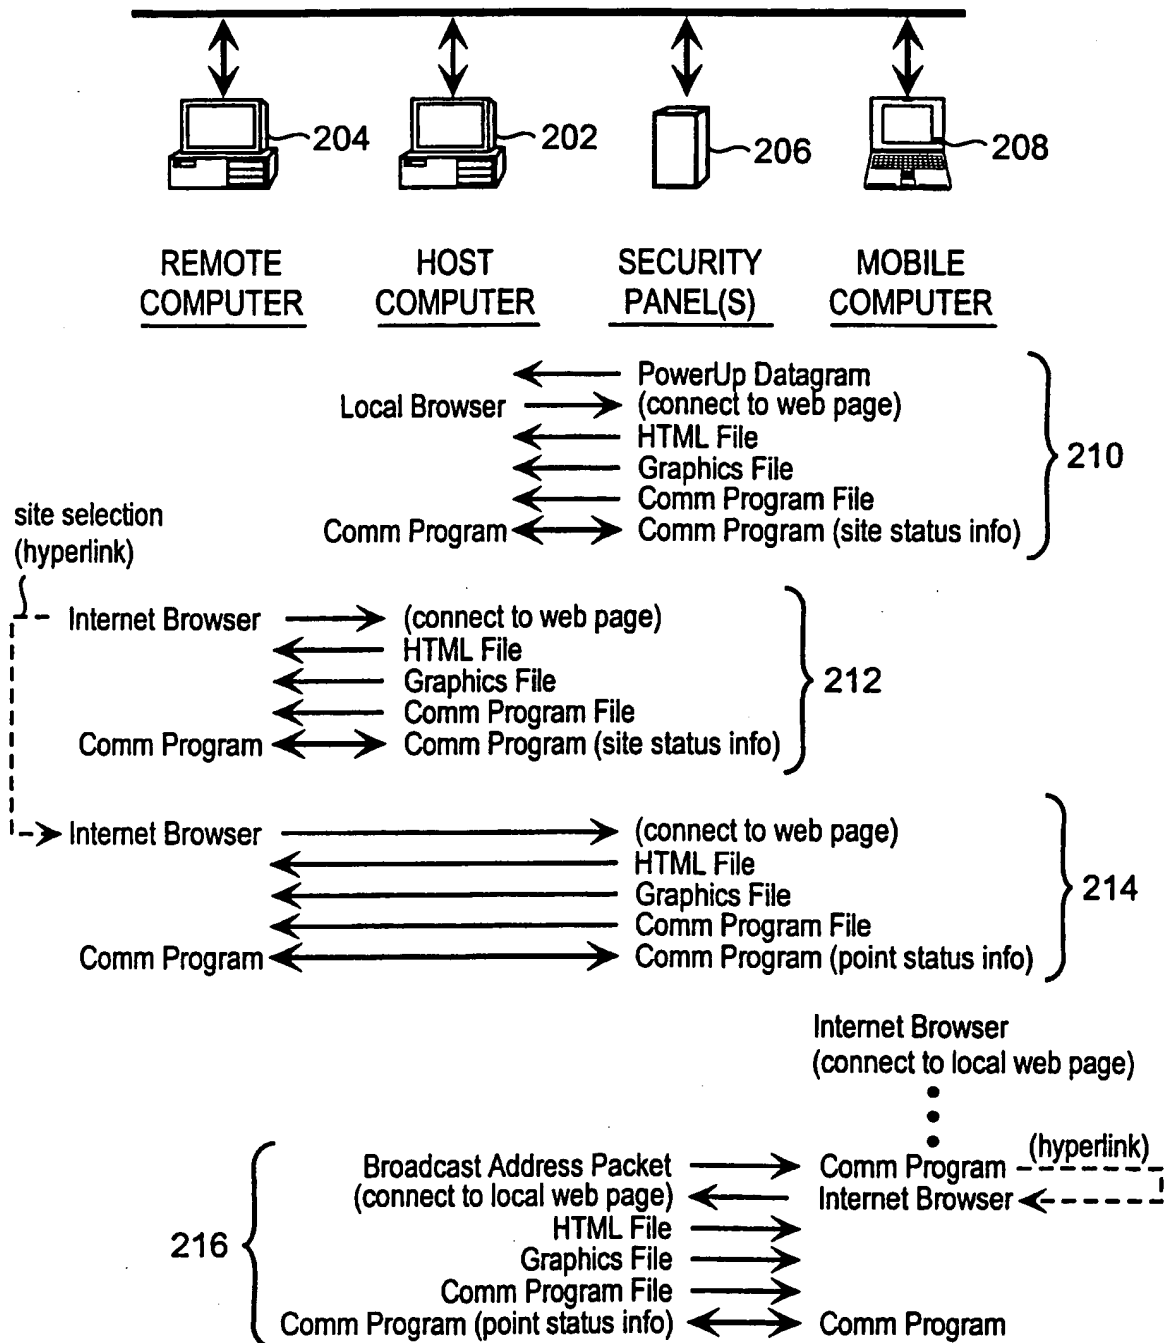 204
202
206
208
REMOTE COMPUTER
HOST COMPUTER
SECURITY PANEL(S)
MOBILE COMPUTER
PowerUp Datagram
Local Browser (connect to web page)
HTML File
Graphics File
Comm Program File
Comm Program Comm Program (site status info)
210
site selection
(hyperlink)
Internet Browser (connect to web page)
HTML File
Graphics File
Comm Program File
Comm Program Comm Program (site status info)
212
Internet Browser (connect to web page)
HTML File
Graphics File
Comm Program File
Comm Program Comm Program (point status info)
214
Internet Browser
(connect to local web page)
Broadcast Address Packet Comm Program (hyperlink)
(connect to local web page) Internet Browser
HTML File
216
Graphics File
Comm Program File
Comm Program (point status info) Comm Program